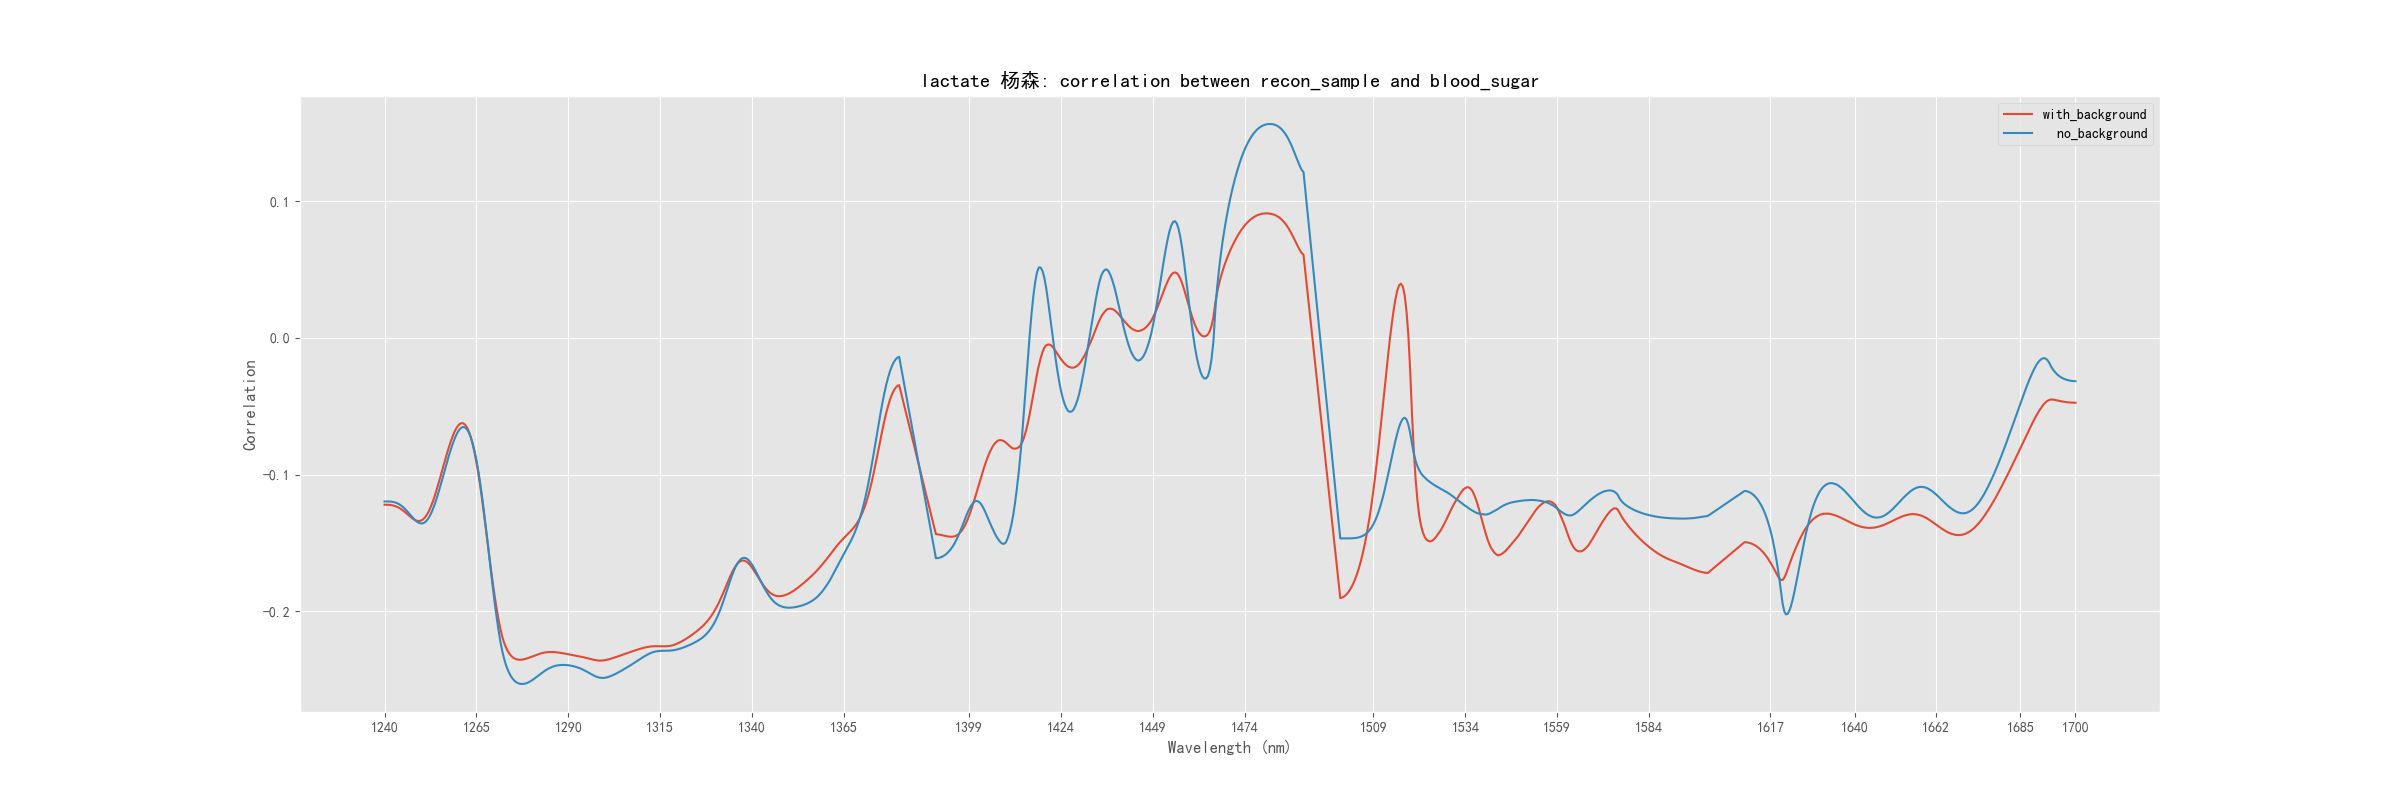 lactate 杨森: correlation between recon_sample and blood_sugar
with_background
no_background
0.1
0.0
-0.1
-0.2
Correlation
1240 1265 1290 1315 1340 1365 1399 1424 1449 1474 1509 1534 1559 1584 1617 1640 1662 1685 1700
Wavelength (nm)